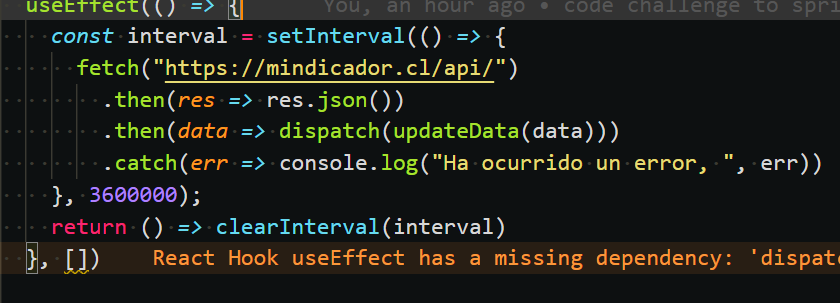 useEffect(() => { You, an hour ago • code challenge to
const interval = setInterval(() => {
fetch("https://mindicador.cl/api/")
.then(res => res.json())
.then(data => dispatch(updateData(data)))
.catch(err => console.log("Ha ocurrido un error, ", err))
}, 3600000);
return () => clearInterval(interval)
}, []) React Hook useEffect has a missing dependency: